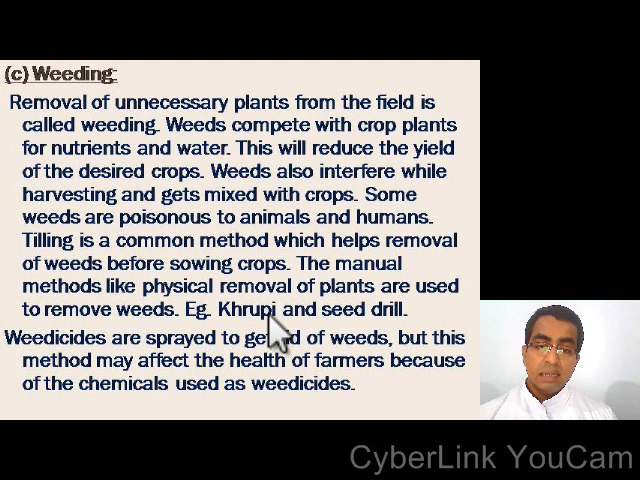 (c) Weeding:
Removal of unnecessary plants from the field is
called weeding. Weeds compete with crop plants
for nutrients and water. This will reduce the yield
of the desired crops. Weeds also interfere while
harvesting and gets mixed with crops. Some
weeds are poisonous to animals and humans.
Tilling is a common method which helps removal
of weeds before sowing crops. The manual
methods like physical removal of plants are used
to remove weeds. Eg. Khrupi and seed drill.
Weedicides are sprayed to get of weeds, but this
method may affect the health of farmers because
of the chemicals used as weedicides.
CyberLink YouCam